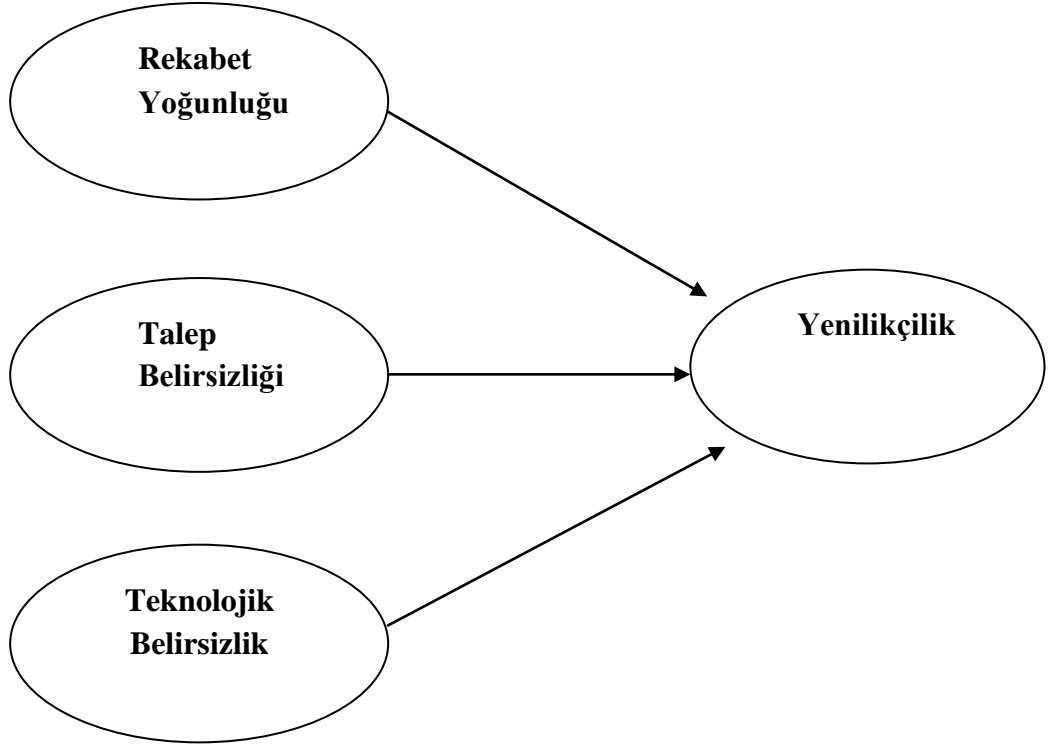 Rekabet
Yoğunluğu
Talep
Belirsizliği
Yenilikçilik
Teknolojik
Belirsizlik